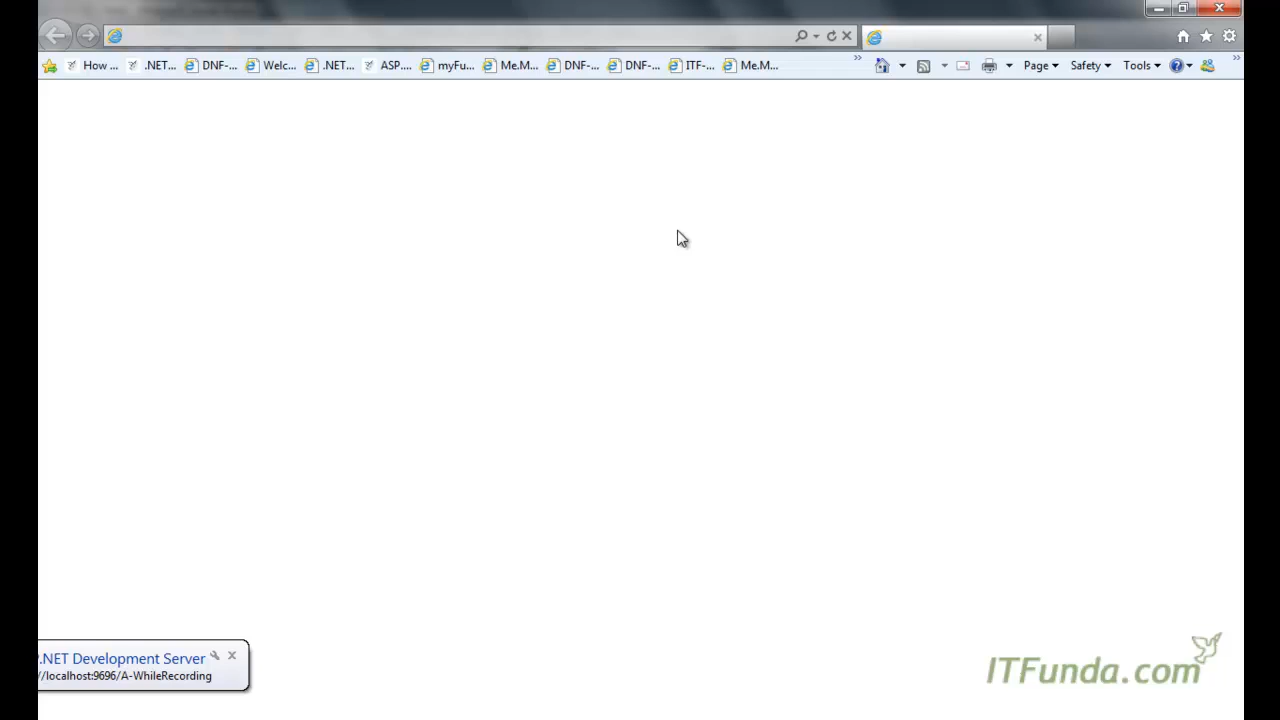 How ... .NET... DNF-... Welc... .NET... ASP.... myFu... Me.M... DNF-... DNF-... ITF-... Me.M... » Page Safety Tools »
.NET Development Server
//localhost:9696/A-WhileRecording
ITFunda.com